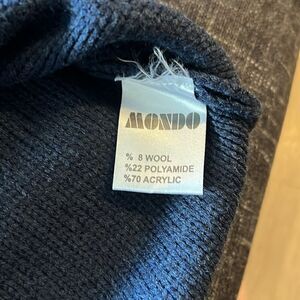 MONDO
% 8 WOOL
%22 POLYAMIDE
%70 ACRYLIC